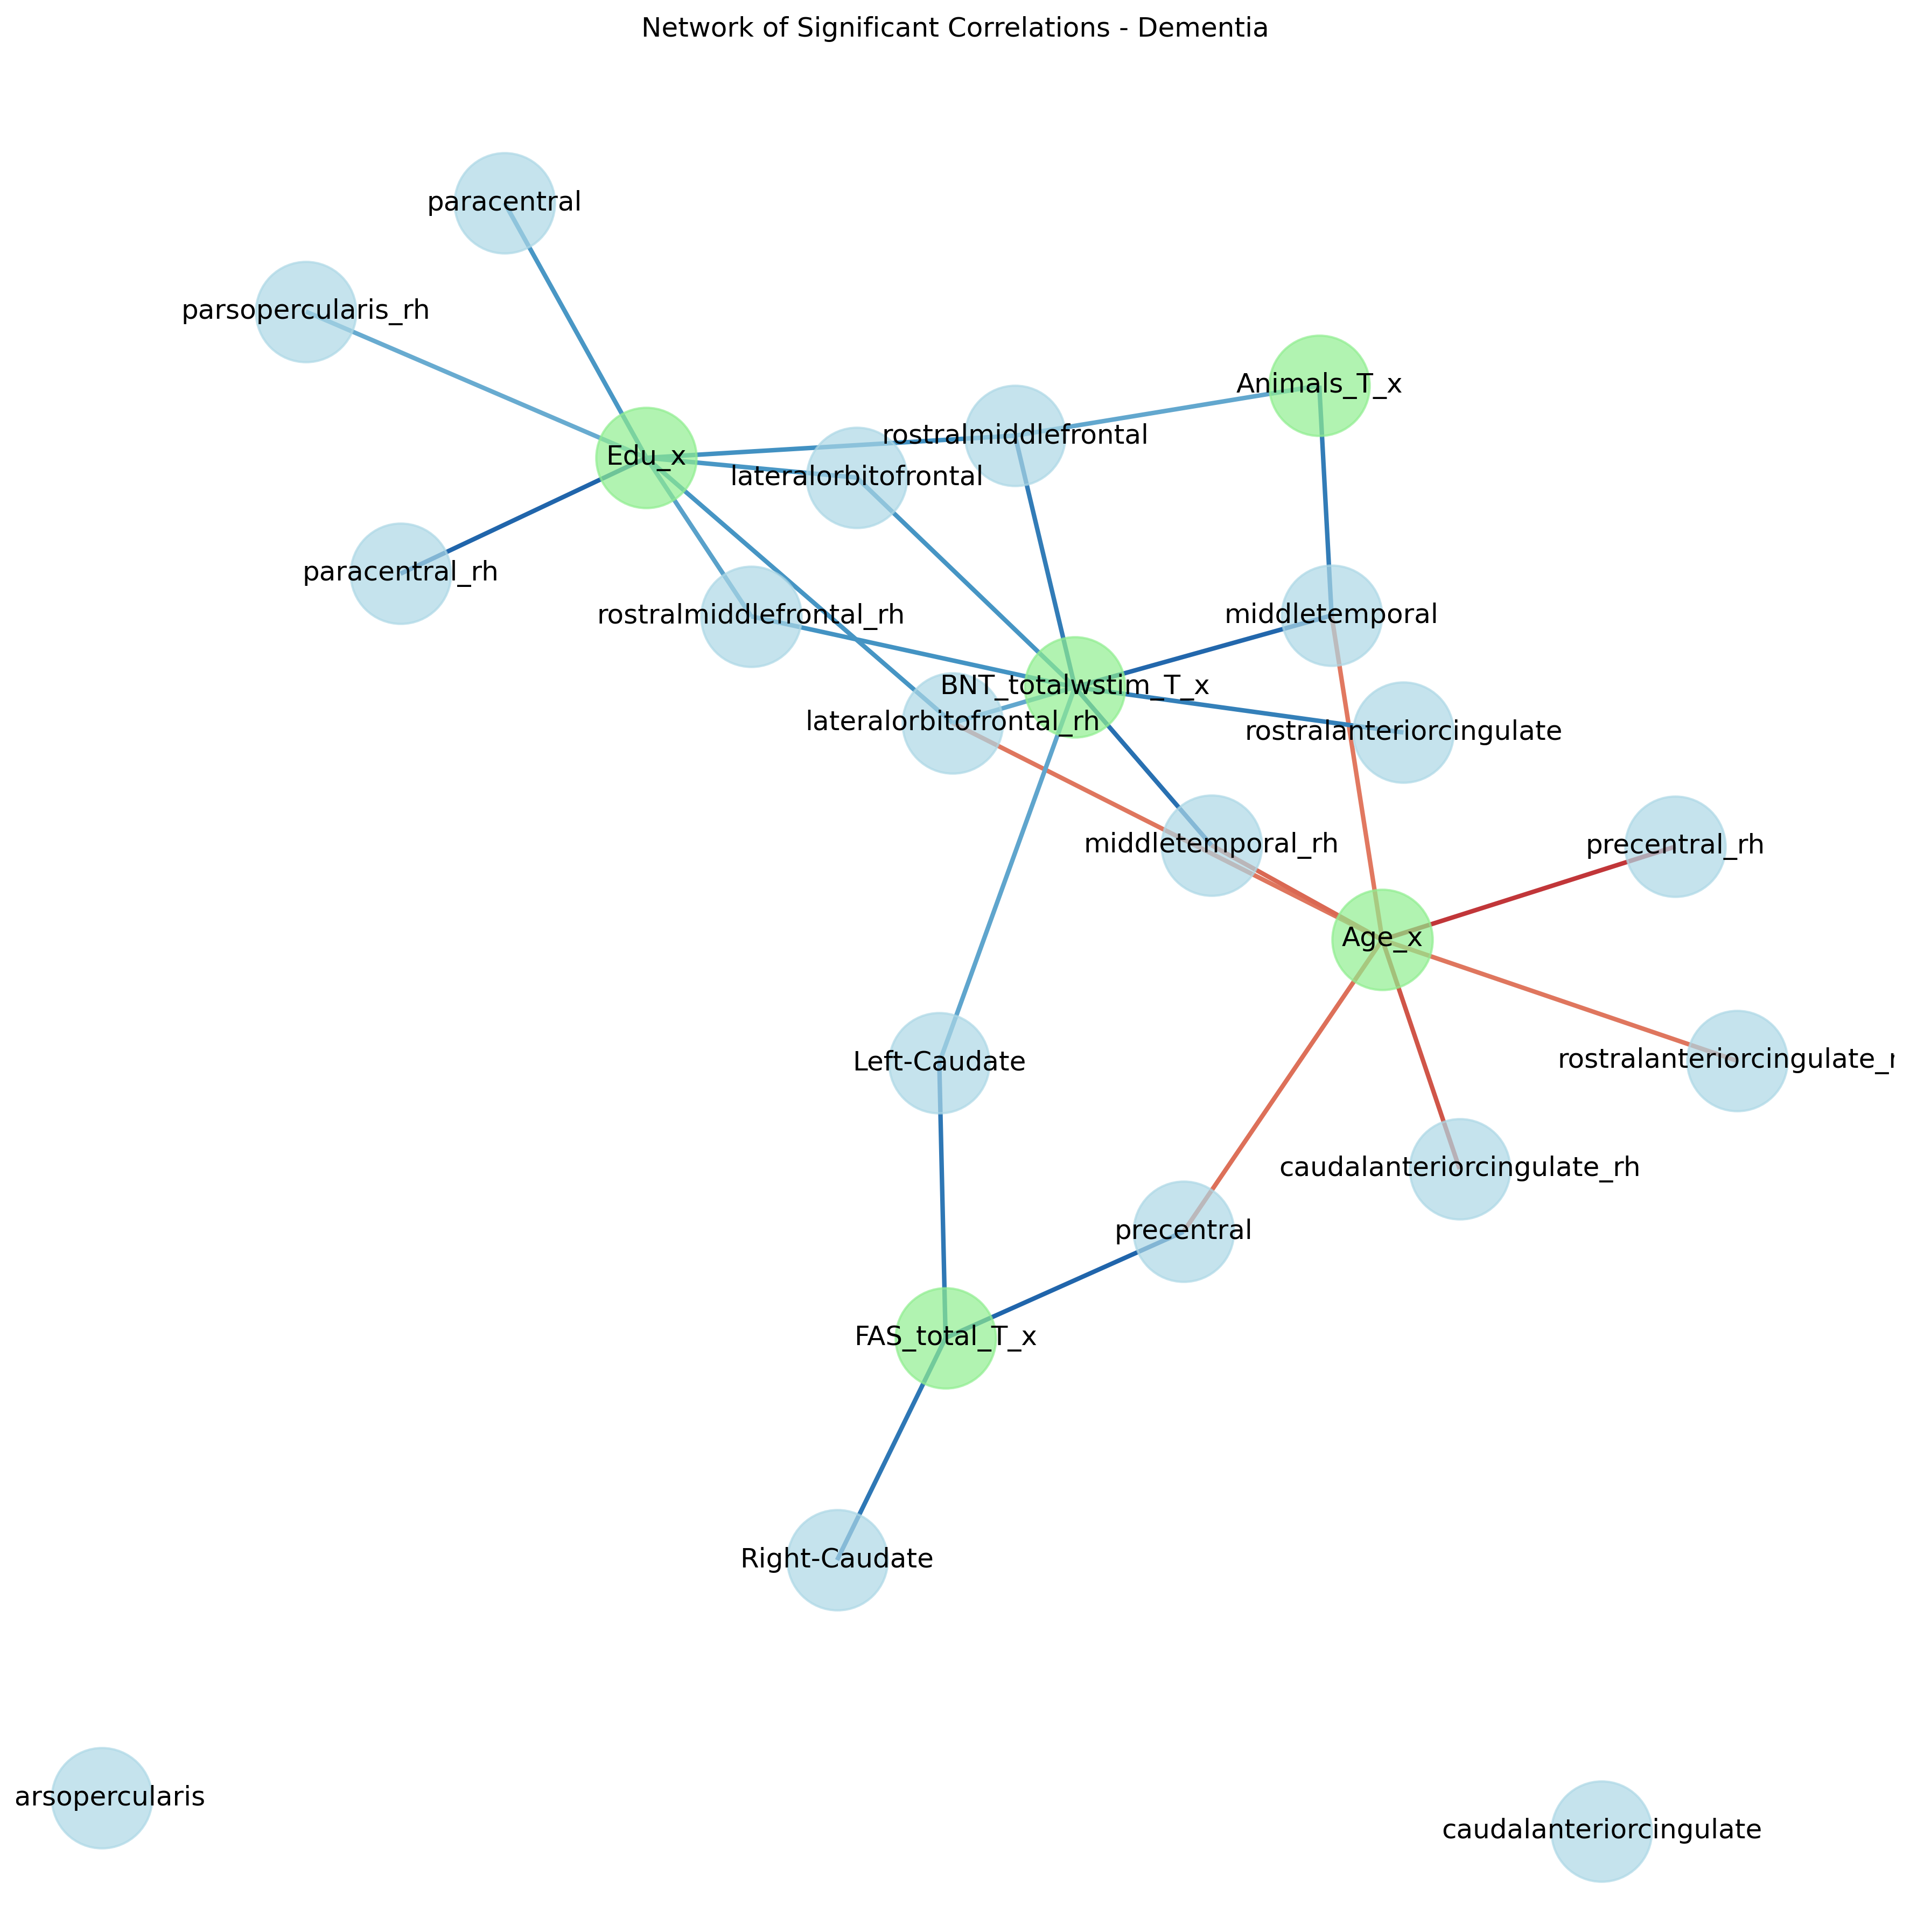 Network of Significant Correlations - Dementia
paracentral
parsopercularis_rh
Animals_T_x
rostralmiddlefrontal
Edu_x
lateralorbitofrontal
paracentral_rh
rostralmiddlefrontal_rh
middletemporal
BNT_totalwstim_T_x
lateralorbitofrontal_rh
rostralanteriorcingulate
middletemporal_rh
precentral_rh
Age_x
Left-Caudate
rostralanteriorcingulate_r
caudalanteriorcingulate_rh
precentral
FAS_total_T_x
Right-Caudate
arsopercularis
caudalanteriorcingulate